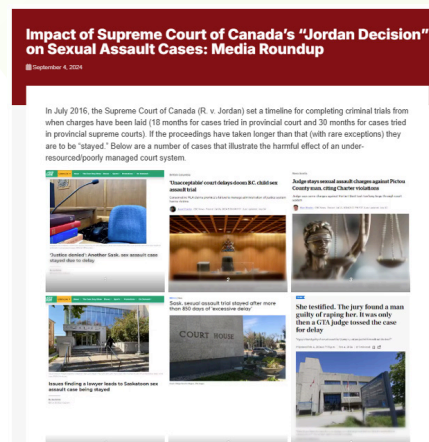 Impact of Supreme Court of Canada's “Jordan Decision”
on Sexual Assault Cases: Media Roundup
September 4, 2024
In July 2016, the Supreme Court of Canada (R. v. Jordan) set a timeline for completing criminal trials from
when charges have been laid (18 months for cases tried in provincial court and 30 months for cases tried
in provincial supreme courts). If the proceedings have taken longer than that (with rare exceptions) they
are to be “stayed.” Below are a number of cases that illustrate the harmful effect of an under-
resourced/poorly managed court system.
'Justice denied': Another Sask. sex assault case
stayed due to delay
'Unacceptable' court delays doom B.C. child sex
assault trial
Judge stays sexual assault charges against Pictou
County man, citing Charter violations
Issues finding a lawyer leads to Saskatoon sex
assault case being stayed
Sask. sexual assault trial stayed after more
than 850 days of 'excessive delay'
COURT HOUSE
She testified. The jury found a man
guilty of raping her. It was only
then a GTA judge tossed the case
for delay